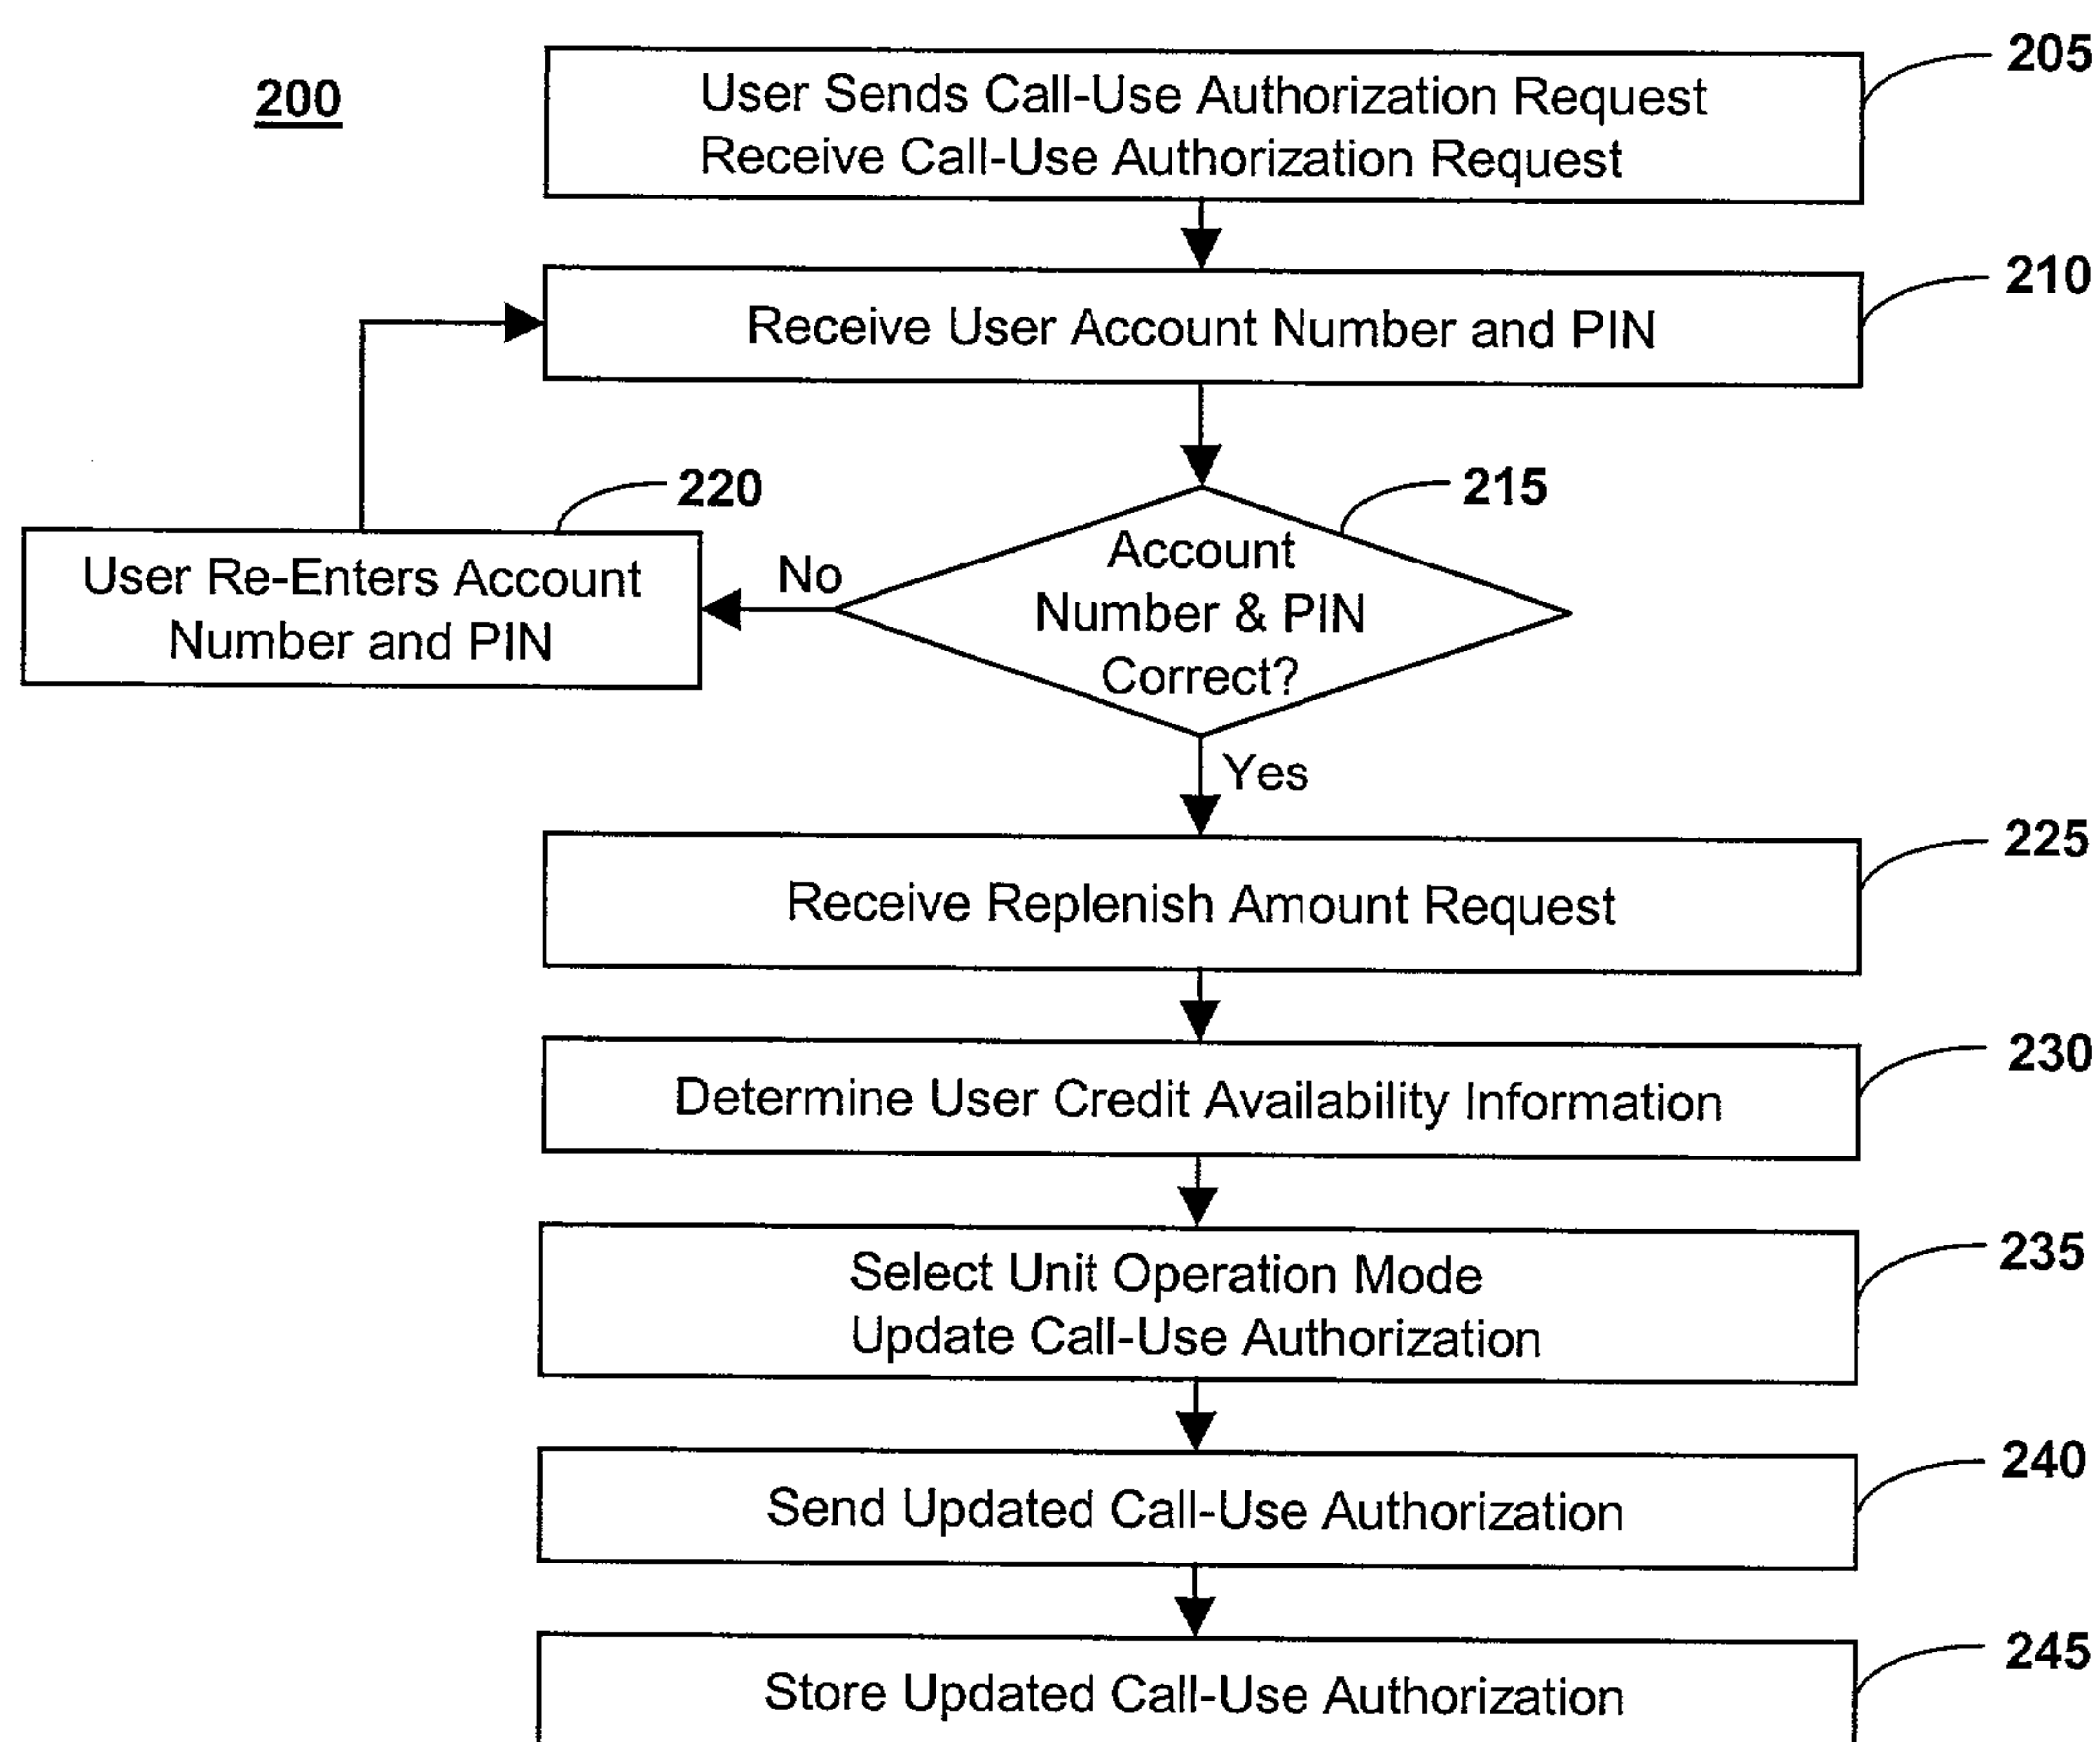 200
User Sends Call-Use Authorization Request
Receive Call-Use Authorization Request
205
Receive User Account Number and PIN
210
Account
Number & PIN
Correct?
215
No
User Re-Enters Account
Number and PIN
220
Yes
Receive Replenish Amount Request
225
Determine User Credit Availability Information
230
Select Unit Operation Mode
Update Call-Use Authorization
235
Send Updated Call-Use Authorization
240
Store Updated Call-Use Authorization
245